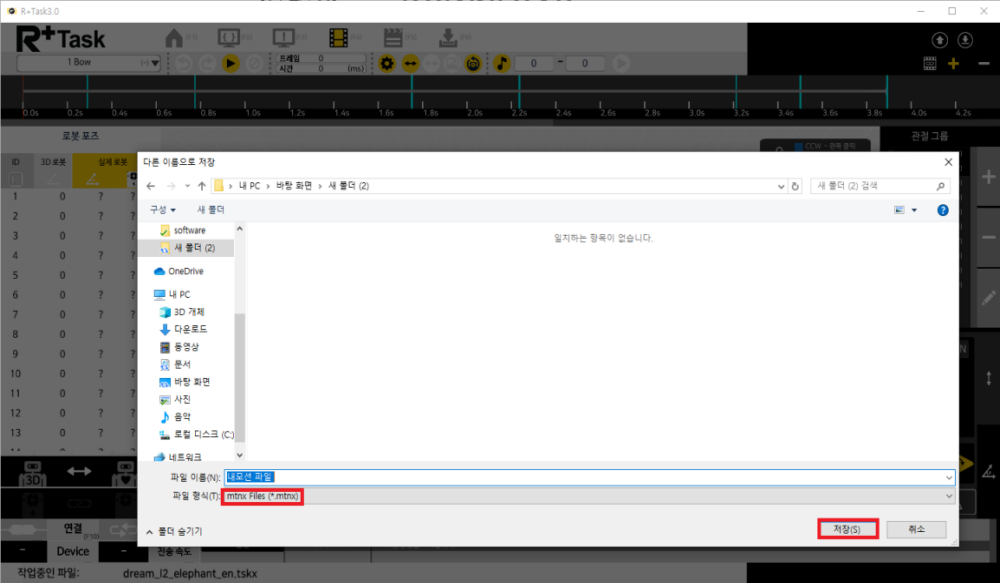 R+Task3.0
R+Task
1 Bow
프레임 0
시간 0 (ms)
0 - 0
0.0s 0.2s 0.4s 0.6s 0.8s 1.0s 1.2s 1.4s 1.6s 1.8s 2.0s 2.2s 2.4s 2.6s 2.8s 3.0s 3.2s 3.4s 3.6s 3.8s 4.0s 4.2s
로봇 포즈
관절 그룹
ID 3D 로봇 실제 로봇
1 0 ? ?
2 0 ? ?
3 0 ? ?
4 0 ? ?
5 0 ? ?
6 0 ? ?
7 0 ? ?
8 0 ? ?
9 0 ? ?
10 0 ? ?
11 0 ? ?
12 0 ? ?
13 0 ? ?
다른 이름으로 저장
내 PC › 바탕 화면 › 새 폴더 (2)
새 폴더 (2) 검색
구성
새 폴더
software
새 폴더 (2)
OneDrive
내 PC
3D 개체
다운로드
동영상
문서
바탕 화면
사진
음악
로컬 디스크 (C:)
네트워크
일치하는 항목이 없습니다.
파일 이름(N): 내모션 파일
파일 형식(T): mtnx Files (*.mtnx)
폴더 숨기기
저장(S)
취소
3D
연결 (F10)
Device
전송 속도
작업중인 파일: dream_l2_elephant_en.tskx